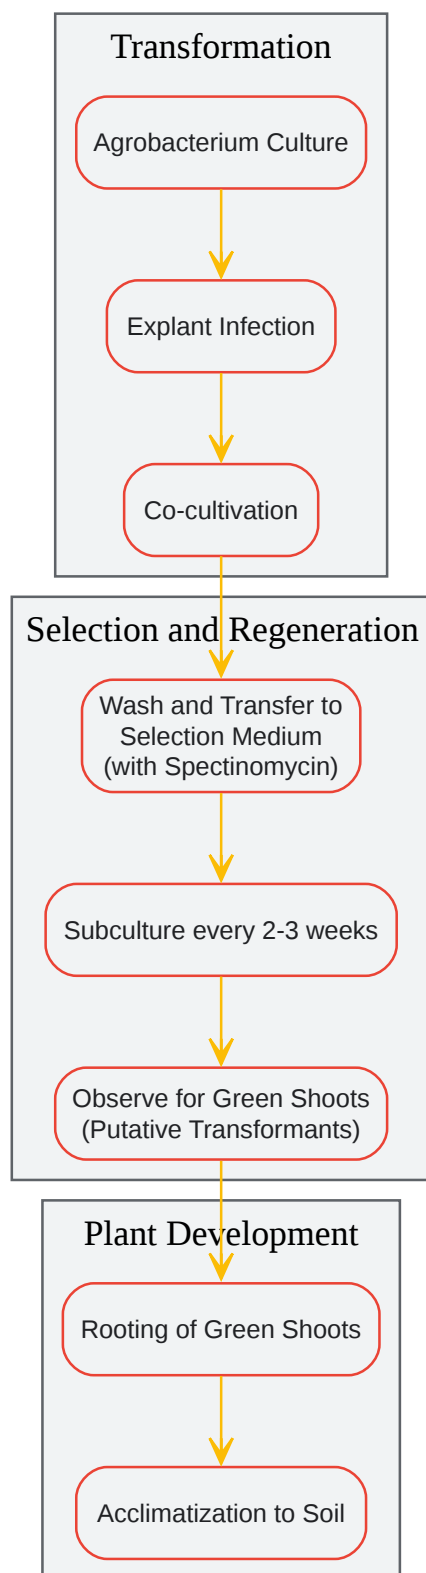 Transformation
Agrobacterium Culture
Explant Infection
Co-cultivation
Selection and Regeneration
Wash and Transfer to
Selection Medium
(with Spectinomycin)
Subculture every 2-3 weeks
Observe for Green Shoots
(Putative Transformants)
Plant Development
Rooting of Green Shoots
Acclimatization to Soil